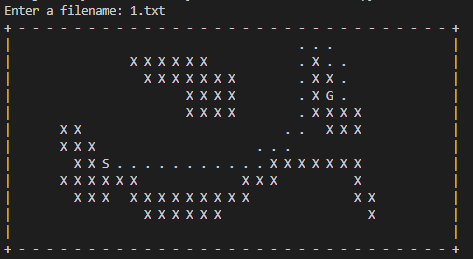 Enter a filename: 1.txt
+ - - - - - - - - - - - - - - - - - - - - - - - - - - - - - - - +
|                                         . . .                 |
|                 X X X X X X             . X . .               |
|                   X X X X X X X         . X X .               |
|                         X X X X         . X G .               |
|                         X X X X         . X X X X             |
|       X X                             . .   X X X             |
|       X X X                       . . .                       |
|         X X S . . . . . . . . . . . X X X X X X X             |
|       X X X X X X               X X X           X             |
|         X X X   X X X X X X X X X               X X           |
|                   X X X X X X                     X           |
|                                                               |
+ - - - - - - - - - - - - - - - - - - - - - - - - - - - - - - - +